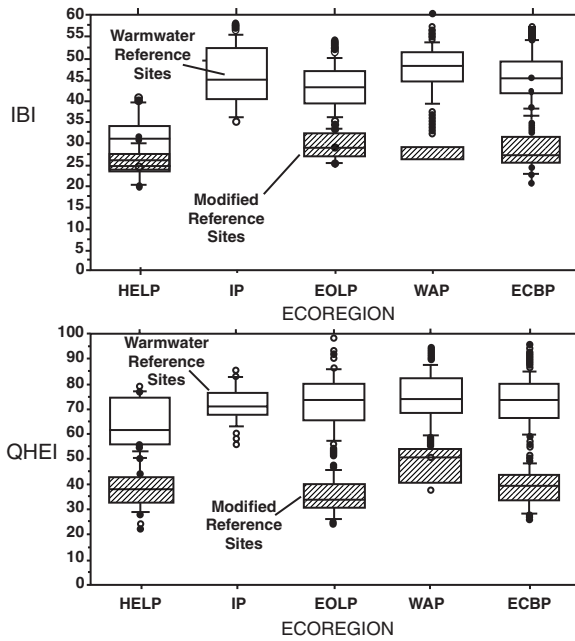 60
55
50
45
40
35
30
25
20
15
10
5
0
IBI
Warmwater
Reference
Sites
Modified
Reference
Sites
HELP IP EOLP WAP ECBP
ECOREGION
100
90
80
70
60
50
40
30
20
10
0
QHEI
Warmwater
Reference
Sites
Modified
Reference
Sites
HELP IP EOLP WAP ECBP
ECOREGION